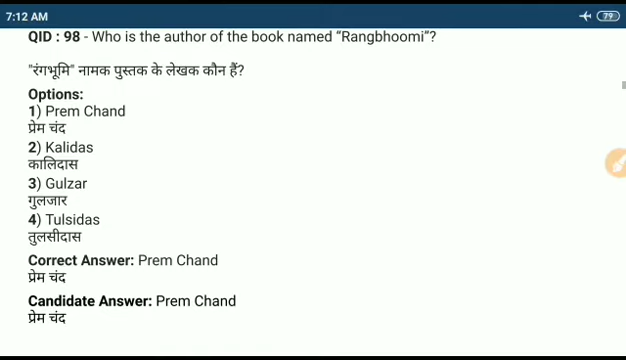 7:12 AM 79
QID : 98 - Who is the author of the book named “Rangbhoomi”?
"रंगभूमि" नामक पुस्तक के लेखक कौन हैं?
Options:
1) Prem Chand
प्रेम चंद
2) Kalidas
कालिदास
3) Gulzar
गुलजार
4) Tulsidas
तुलसीदास
Correct Answer: Prem Chand
प्रेम चंद
Candidate Answer: Prem Chand
प्रेम चंद